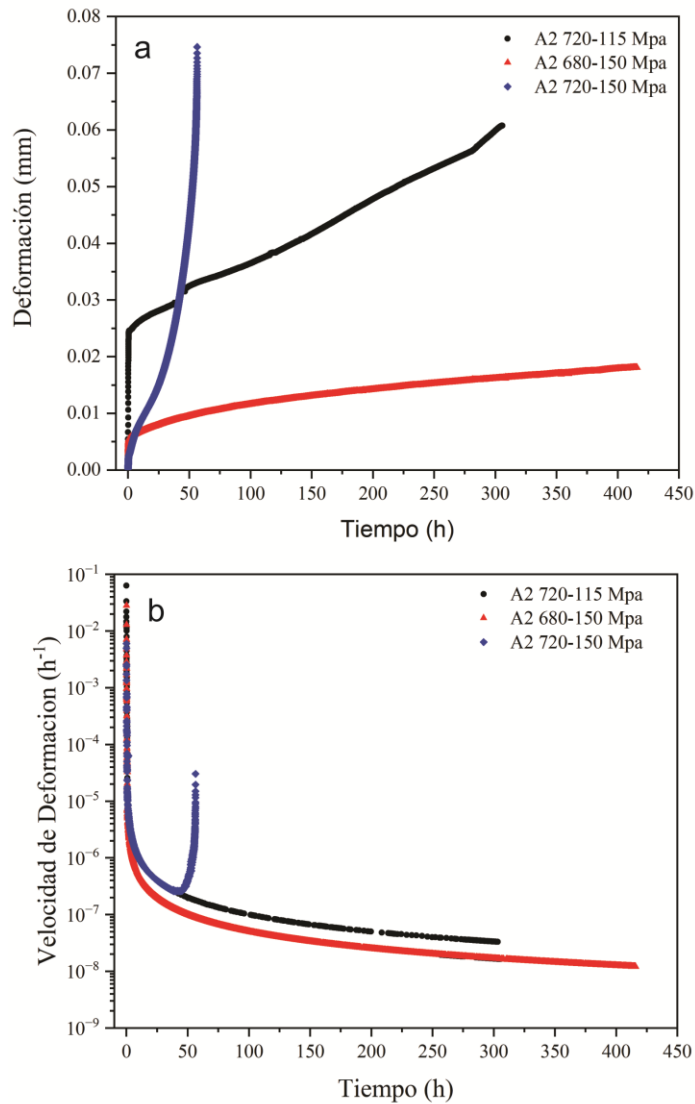 a
A2 720-115 Mpa
A2 680-150 Mpa
A2 720-150 Mpa
0.08
0.07
0.06
0.05
0.04
0.03
0.02
0.01
0.00
Deformación (mm)
0 50 100 150 200 250 300 350 400 450
Tiempo (h)
b
A2 720-115 Mpa
A2 680-150 Mpa
A2 720-150 Mpa
10⁻¹
10⁻²
10⁻³
10⁻⁴
10⁻⁵
10⁻⁶
10⁻⁷
10⁻⁸
10⁻⁹
Velocidad de Deformacion (h⁻¹)
0 50 100 150 200 250 300 350 400 450
Tiempo (h)